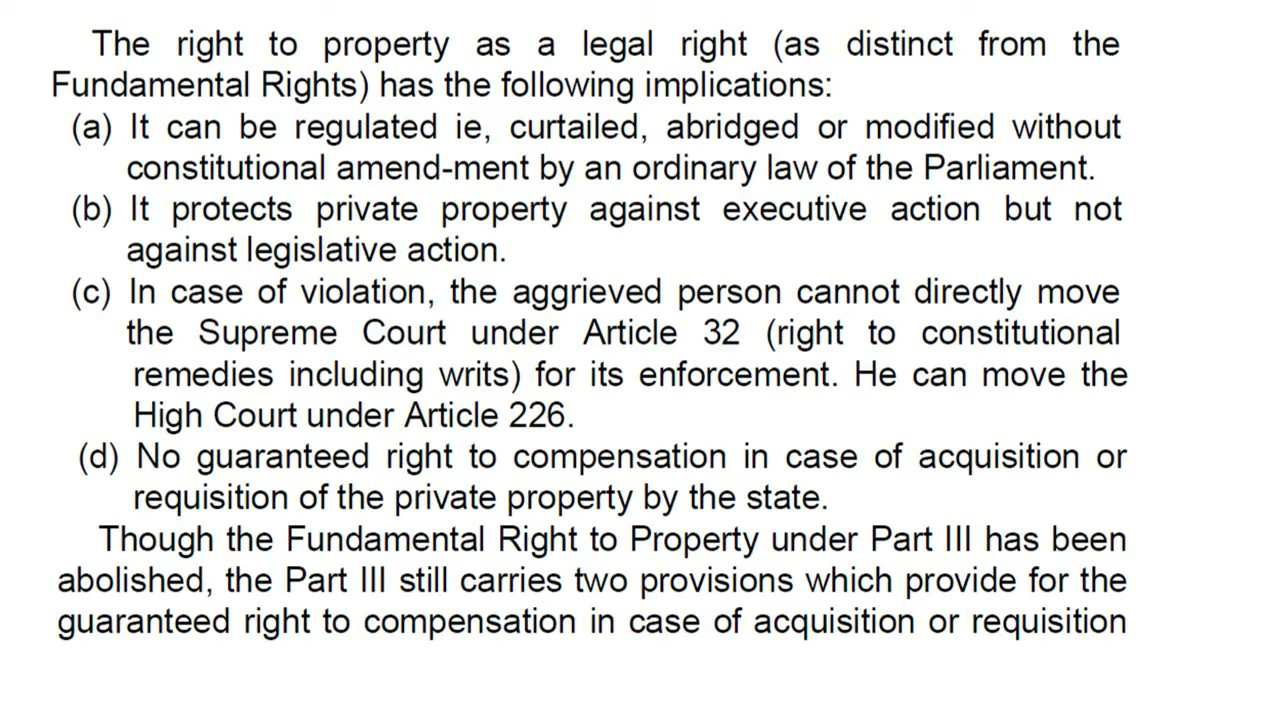 The right to property as a legal right (as distinct from the
Fundamental Rights) has the following implications:
(a) It can be regulated ie, curtailed, abridged or modified without
constitutional amend-ment by an ordinary law of the Parliament.
(b) It protects private property against executive action but not
against legislative action.
(c) In case of violation, the aggrieved person cannot directly move
the Supreme Court under Article 32 (right to constitutional
remedies including writs) for its enforcement. He can move the
High Court under Article 226.
(d) No guaranteed right to compensation in case of acquisition or
requisition of the private property by the state.
Though the Fundamental Right to Property under Part III has been
abolished, the Part III still carries two provisions which provide for the
guaranteed right to compensation in case of acquisition or requisition